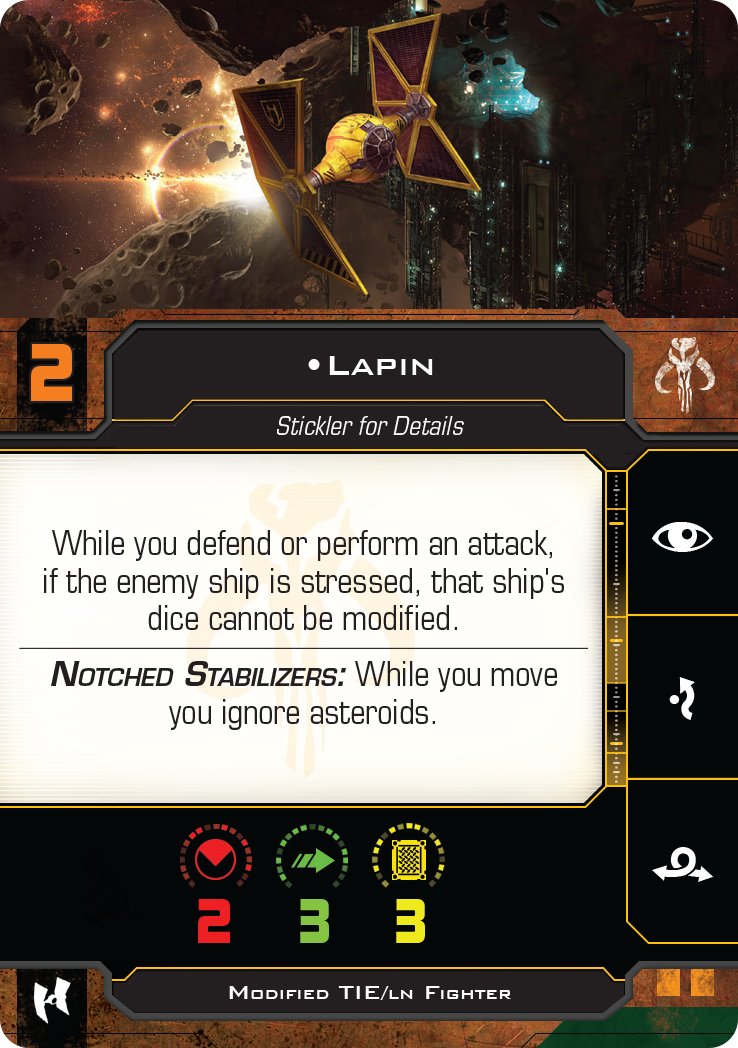 2
•Lapin
Stickler for Details
While you defend or perform an attack,
if the enemy ship is stressed, that ship's
dice cannot be modified.
Notched Stabilizers: While you move
you ignore asteroids.
2 3 3
Modified TIE/ln Fighter